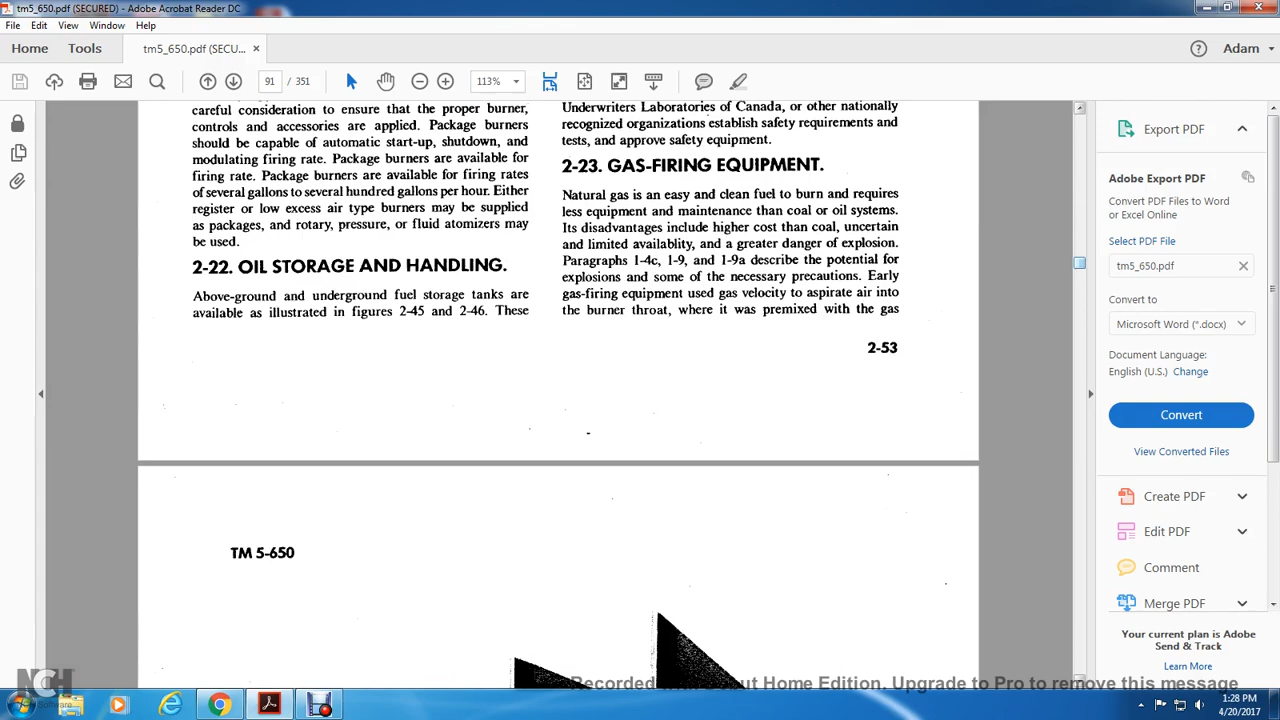 tm5_650.pdf (SECURED) - Adobe Acrobat Reader DC
File Edit View Window Help
Home Tools tm5_650.pdf (SECU... × Adam
91 / 351 113%
careful consideration to ensure that the proper burner,
controls and accessories are applied. Package burners
should be capable of automatic start-up, shutdown, and
modulating firing rate. Package burners are available for
firing rate. Package burners are available for firing rates
of several gallons to several hundred gallons per hour. Either
register or low excess air type burners may be supplied
as packages, and rotary, pressure, or fluid atomizers may
be used.
2-22. OIL STORAGE AND HANDLING.
Above-ground and underground fuel storage tanks are
available as illustrated in figures 2-45 and 2-46. These
Underwriters Laboratories of Canada, or other nationally
recognized organizations establish safety requirements and
tests, and approve safety equipment.
2-23. GAS-FIRING EQUIPMENT.
Natural gas is an easy and clean fuel to burn and requires
less equipment and maintenance than coal or oil systems.
Its disadvantages include higher cost than coal, uncertain
and limited availablity, and a greater danger of explosion.
Paragraphs 1-4c, 1-9, and 1-9a describe the potential for
explosions and some of the necessary precautions. Early
gas-firing equipment used gas velocity to aspirate air into
the burner throat, where it was premixed with the gas
2-53
TM 5-650
Export PDF
Adobe Export PDF
Convert PDF Files to Word
or Excel Online
Select PDF File
tm5_650.pdf
Convert to
Microsoft Word (*.docx)
Document Language:
English (U.S.) Change
Convert
View Converted Files
Create PDF
Edit PDF
Comment
Merge PDF
Your current plan is Adobe
Send & Track
Learn More
NCH
Software
Recorded Home Edition. Upgrade to Pro to remove this message
1:28 PM
4/20/2017